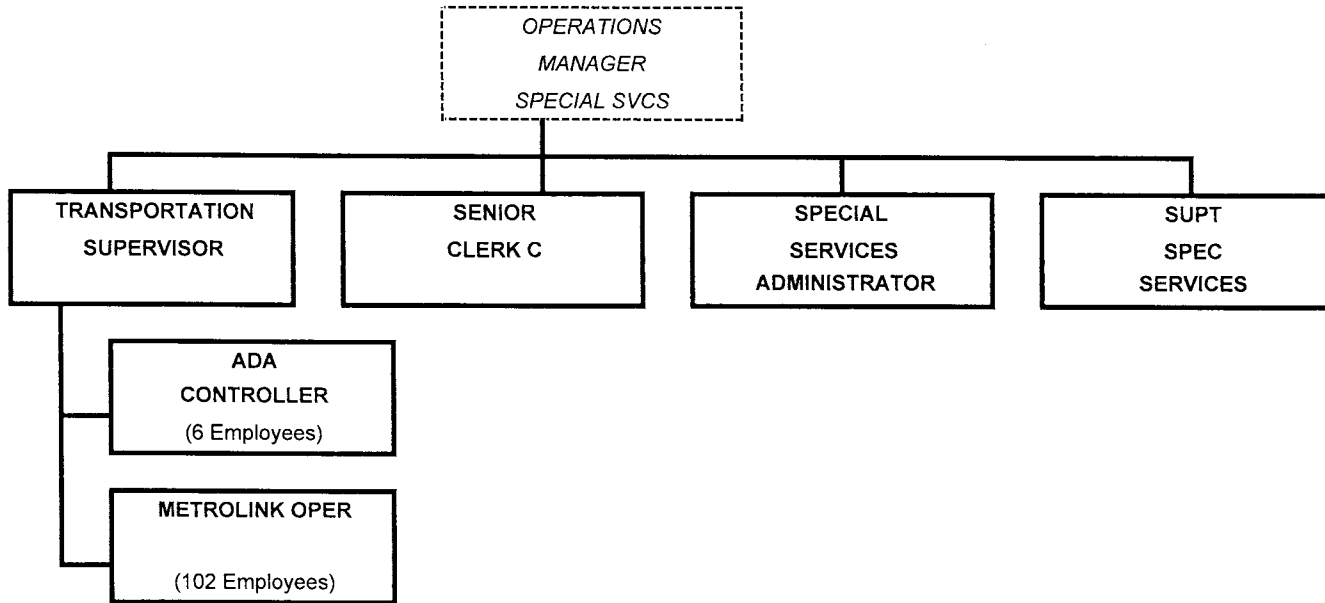 OPERATIONS
MANAGER
SPECIAL SVCS
TRANSPORTATION
SUPERVISOR
SENIOR
CLERK C
SPECIAL
SERVICES
ADMINISTRATOR
SUPT
SPEC
SERVICES
ADA
CONTROLLER
(6 Employees)
METROLINK OPER
(102 Employees)